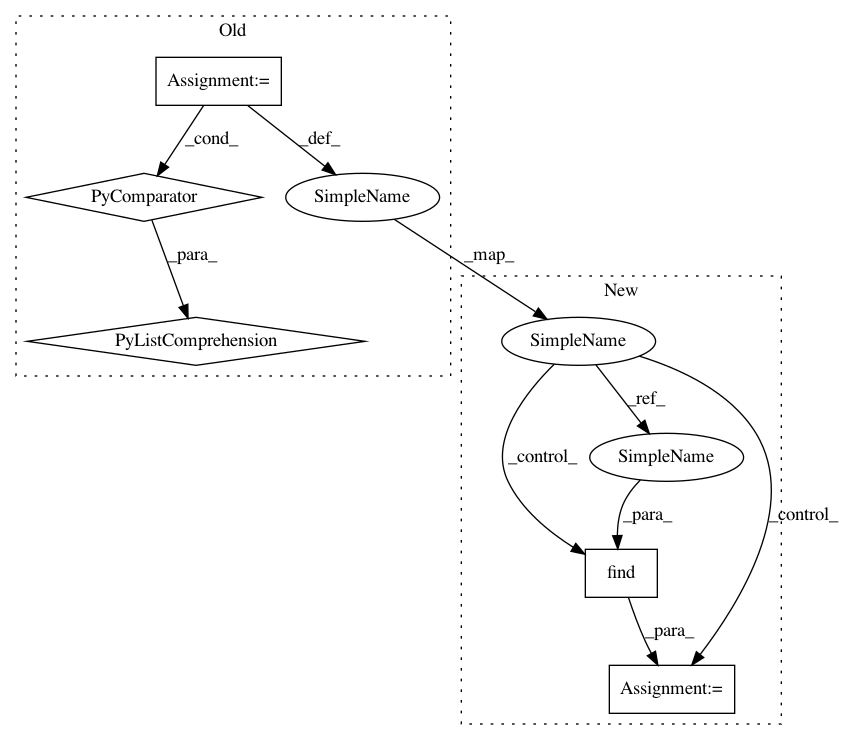 Old
Assignment:=
_cond_
_def_
PyComparator
SimpleName
_para_
_map_
New
PyListComprehension
SimpleName
_ref_
_control_
SimpleName
_para_
_control_
find
_para_
Assignment:=